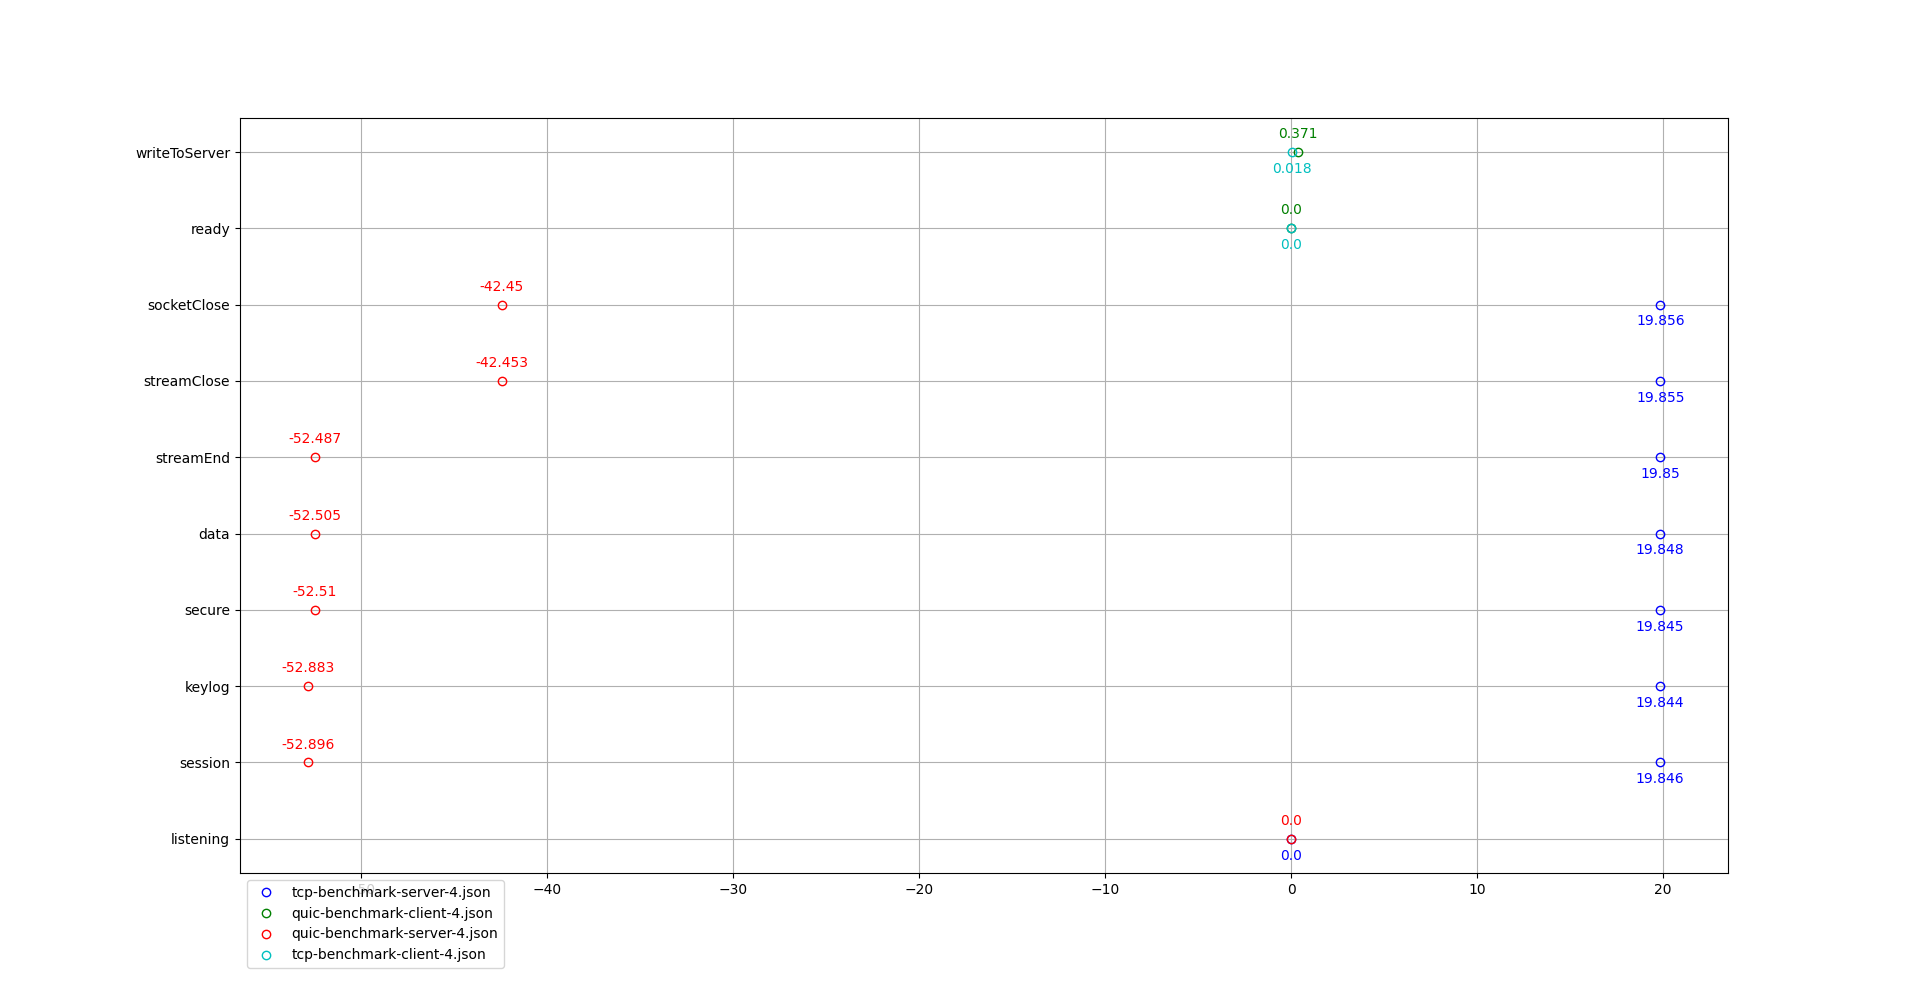 0.371
writeToServer
0.018
0.0
ready
0.0
-42.45
socketClose
19.856
-42.453
streamClose
19.855
-52.487
streamEnd
19.85
-52.505
data
19.848
-52.51
secure
19.845
-52.883
keylog
19.844
-52.896
session
19.846
0.0
listening
0.0
−50 −40 −30 −20 −10 0 10 20
tcp-benchmark-server-4.json
quic-benchmark-client-4.json
quic-benchmark-server-4.json
tcp-benchmark-client-4.json